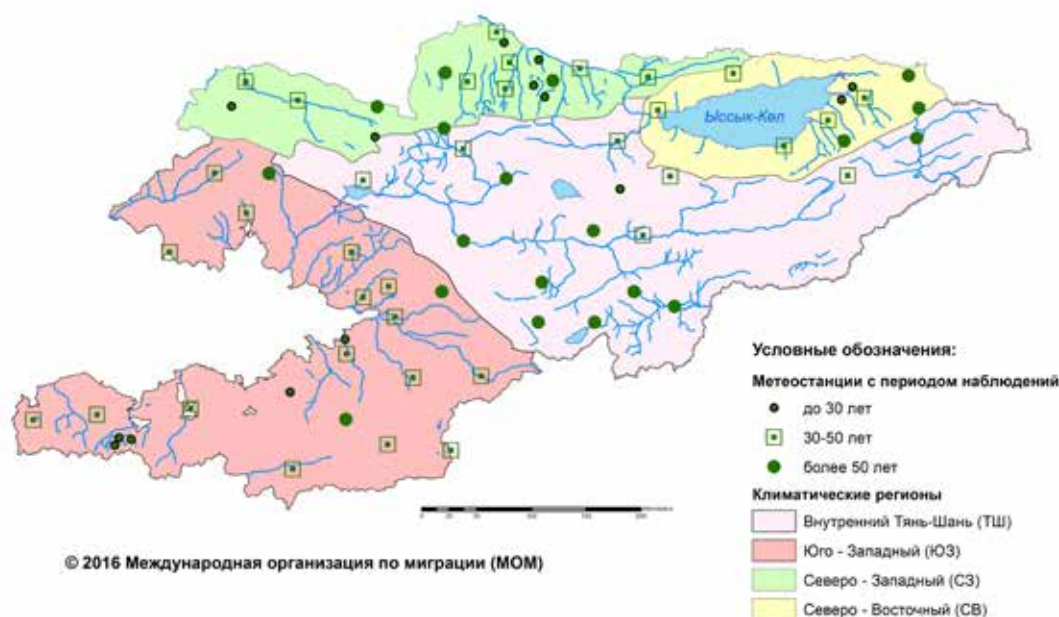 Ыссык-Көл
Условные обозначения:
Метеостанции с периодом наблюдений
до 30 лет
30-50 лет
более 50 лет
Климатические регионы
Внутренний Тянь-Шань (ТШ)
Юго - Западный (ЮЗ)
Северо - Западный (СЗ)
Северо - Восточный (СВ)
© 2016 Международная организация по миграции (МОМ)